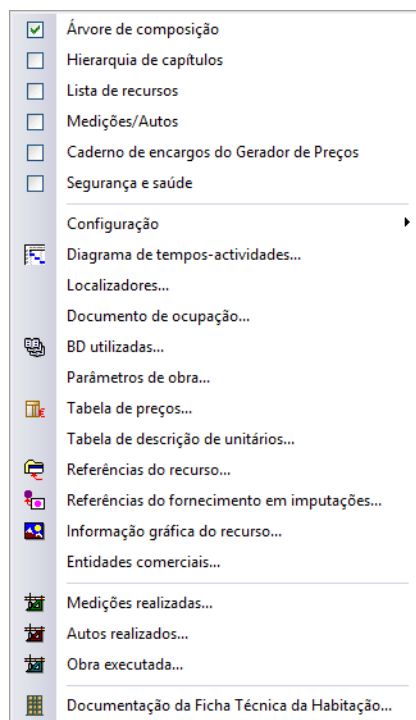 Árvore de composição
Hierarquia de capítulos
Lista de recursos
Medições/Autos
Caderno de encargos do Gerador de Preços
Segurança e saúde
Configuração
Diagrama de tempos-actividades...
Localizadores...
Documento de ocupação...
BD utilizadas...
Parâmetros de obra...
Tabela de preços...
Tabela de descrição de unitários...
Referências do recurso...
Referências do fornecimento em imputações...
Informação gráfica do recurso...
Entidades comerciais...
Medições realizadas...
Autos realizados...
Obra executada...
Documentação da Ficha Técnica da Habitação...